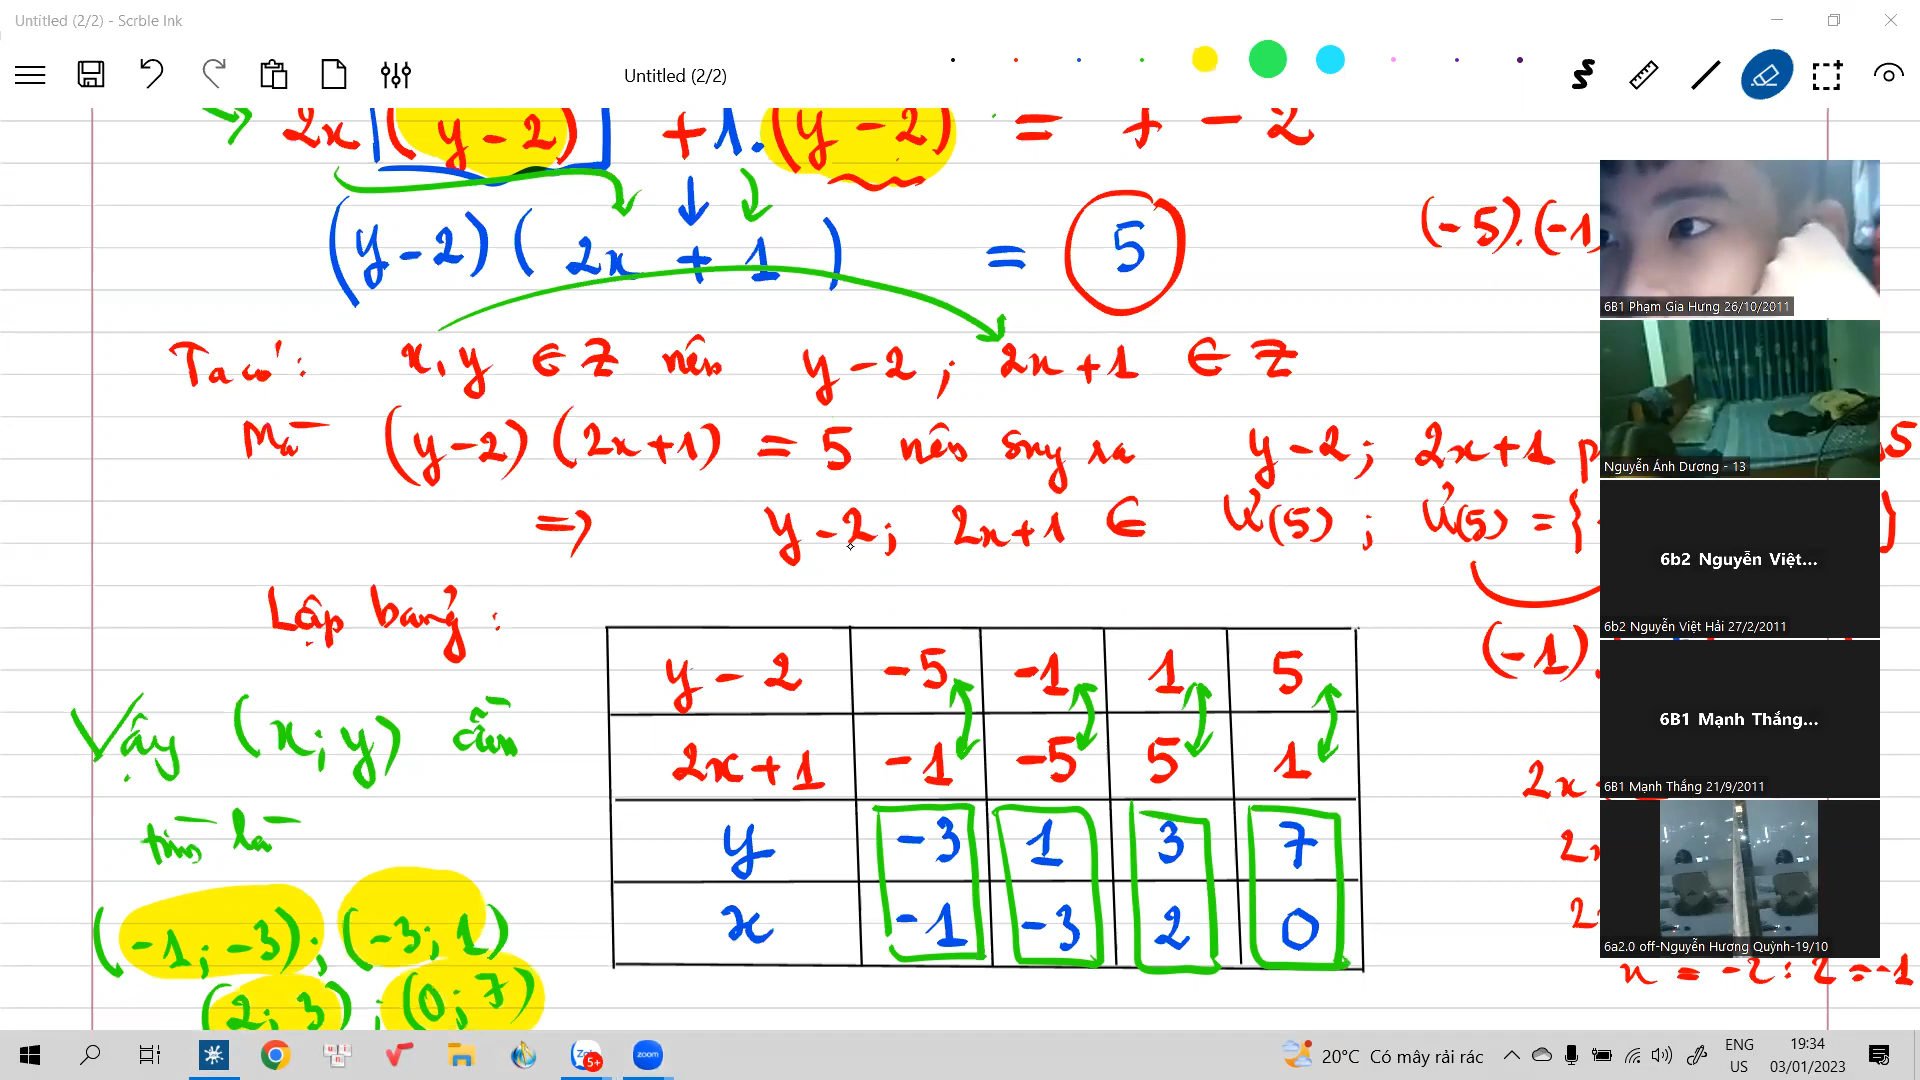 Untitled (2/2) - Scrble Ink
Untitled (2/2)
2x[(y-2)] + 1.(y-2) = + - 2
(y-2)(2x+1) = 5
(-5).(-1
Ta có: x, y ∈ Z nên y-2; 2x+1 ∈ Z
Mà (y-2)(2x+1) = 5 nên suy ra y-2; 2x+1
=> y-2; 2x+1 ∈ Ư(5); Ư(5) = {
}
(-1).
Lập bảng:
y-2 -5 -1 1 5
2x+1 -1 -5 5 1
y -3 1 3 7
x -1 -3 2 0
Vậy (x;y) cần
tìm là
(-1;-3); (-3;1)
(2;3); (0;7)
2x
x = -2:2 = -1
6B1 Phạm Gia Hưng 26/10/2011
Nguyễn Ánh Dương - 13
6b2 Nguyễn Việt...
6b2 Nguyễn Việt Hải 27/2/2011
6B1 Mạnh Thắng...
6B1 Mạnh Thắng 21/9/2011
6a2.0 off-Nguyễn Hương Quỳnh-19/10
5+
zoom
20°C Có mây rải rác
ENG
US
19:34
03/01/2023